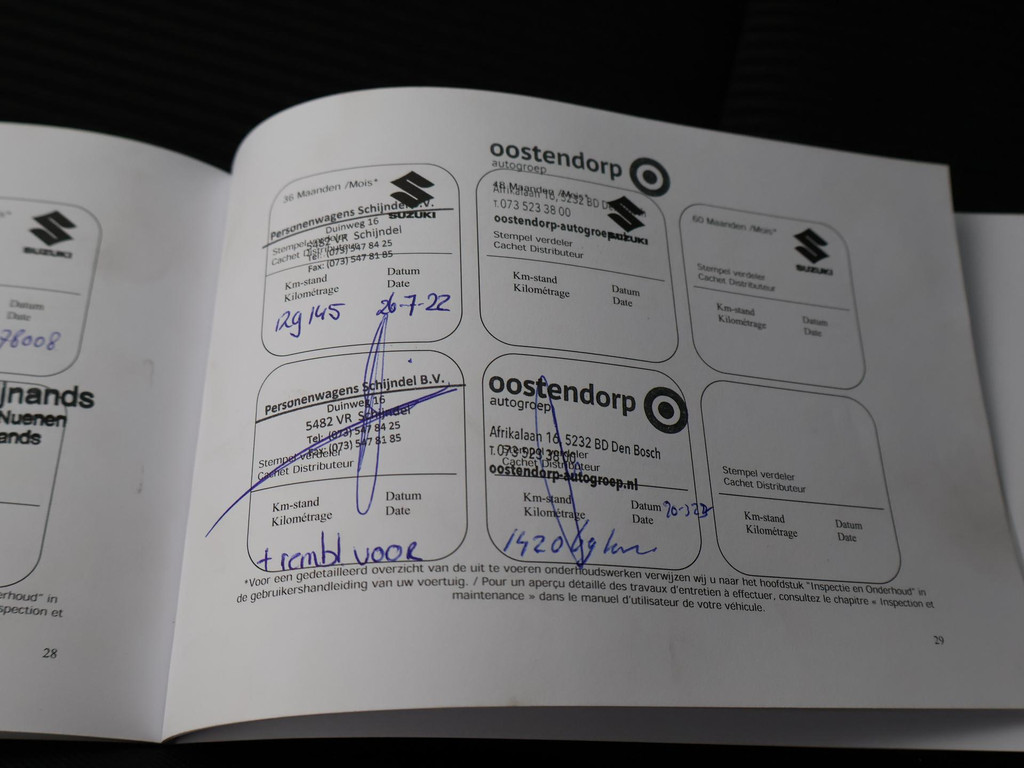 SUZUKI
Datum
Date
76008
jnands
Nuenen
ands
erhoud" in
spection et
28
oostendorp
autogroep
36 Maanden /Mois*
SUZUKI
Personenwagens Schijndel B.V.
Duinweg 16
5482 VR Schijndel
Tel: (073) 547 84 25
Fax: (073) 547 81 85
Stempel verdeler
Cachet Distributeur
Km-stand
Kilométrage
Datum
Date
129 145
26-7-22
48 Maanden /Mois*
SUZUKI
Afrikalaan 16, 5232 BD Den
T. 073 523 38 00
oostendorp-autogroep
Stempel verdeler
Cachet Distributeur
Km-stand
Kilométrage
Datum
Date
60 Maanden /Mois*
SUZUKI
Stempel verdeler
Cachet Distributeur
Km-stand
Kilométrage
Datum
Date
Personenwagens Schijndel B.V.
Duinweg 16
5482 VR Schijndel
Tel: (073) 547 84 25
Fax: (073) 547 81 85
Stempel verdeler
Cachet Distributeur
Km-stand
Kilométrage
Datum
Date
+ rembl voor
oostendorp
autogroep
Afrikalaan 16, 5232 BD Den Bosch
T. 073 523 38 00
Stempel verdeler
Cachet Distributeur
oostendorp-autogroep.nl
Km-stand
Kilométrage
Datum
Date
Stempel verdeler
Cachet Distributeur
Km-stand
Kilométrage
Datum
Date
*Voor een gedetailleerd overzicht van de uit te voeren onderhoudswerken verwijzen wij u naar het hoofdstuk "Inspectie en Onderhoud" in
de gebruikershandleiding van uw voertuig. / Pour un aperçu détaillé des travaux d'entretien à effectuer, consultez le chapitre « Inspection et
maintenance » dans le manuel d'utilisateur de votre véhicule.
29